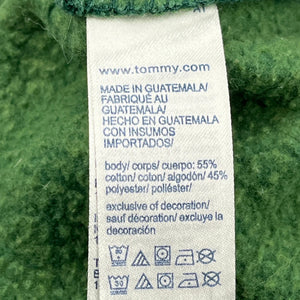 www.tommy.com
MADE IN GUATEMALA/
FABRIQUÉ AU
GUATEMALA/
HECHO EN GUATEMALA
CON INSUMOS
IMPORTADOS/
body/ corps/ cuerpo: 55%
cotton/ coton/ algodón/ 45%
polyester/ poliéster/
exclusive of decoration/
sauf décoration/ excluye la
decoración